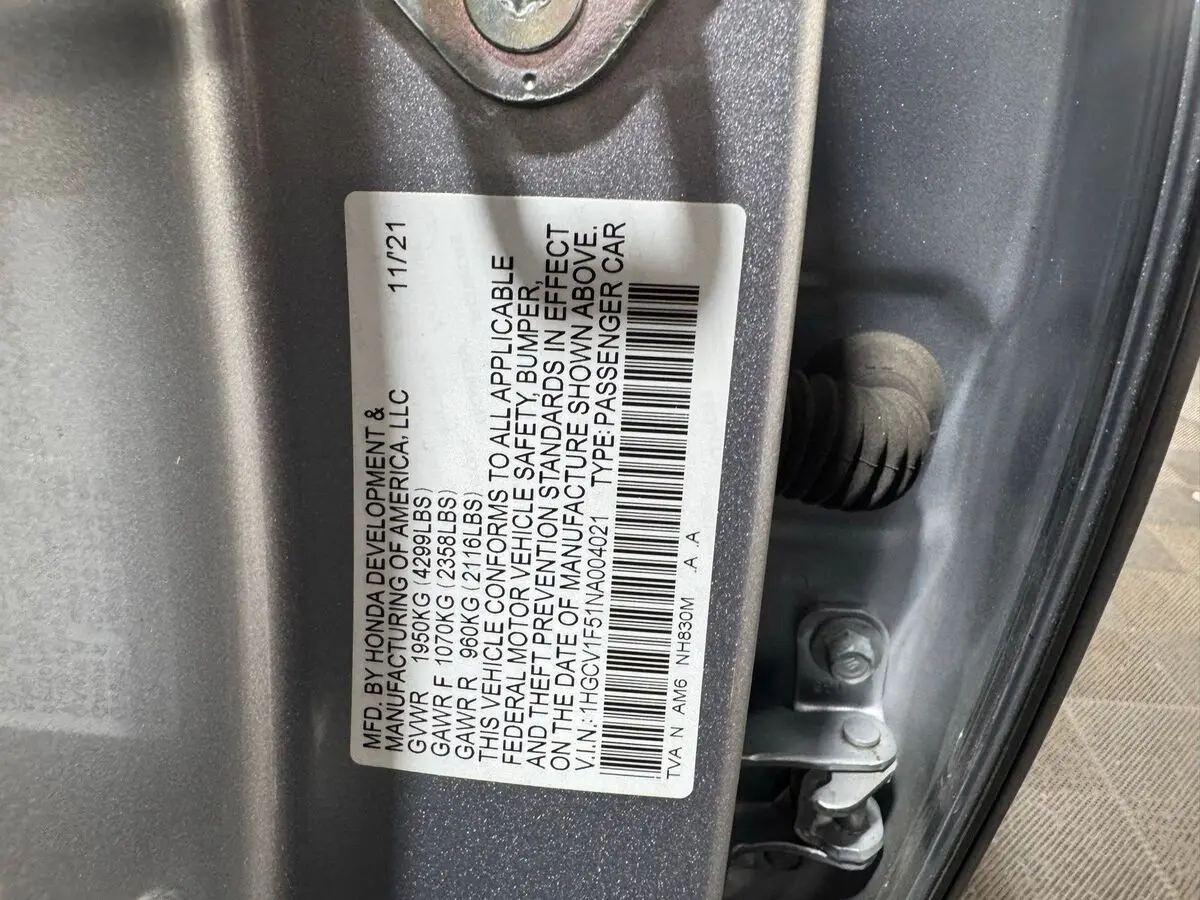 MFD. BY HONDA DEVELOPMENT &
MANUFACTURING OF AMERICA, LLC 11/'21
GVWR 1950KG (4299LBS)
GAWR F 1070KG (2358LBS)
GAWR R 960KG (2116LBS)
THIS VEHICLE CONFORMS TO ALL APPLICABLE
FEDERAL MOTOR VEHICLE SAFETY, BUMPER,
AND THEFT PREVENTION STANDARDS IN EFFECT
ON THE DATE OF MANUFACTURE SHOWN ABOVE.
V.I.N.: 1HGCV1F51NA004021 TYPE: PASSENGER CAR
TVA N AM6 NH830M .A .A